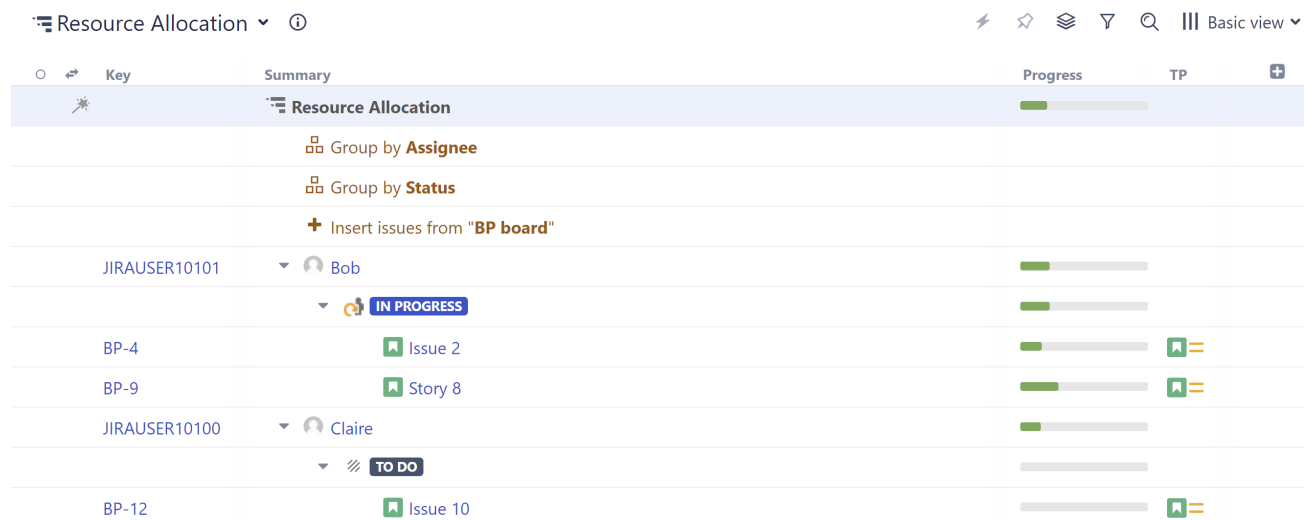 Resource Allocation Basic view
Key Summary Progress TP
Resource Allocation
Group by Assignee
Group by Status
Insert issues from "BP board"
JIRAUSER10101 Bob
IN PROGRESS
BP-4 Issue 2
BP-9 Story 8
JIRAUSER10100 Claire
TO DO
BP-12 Issue 10